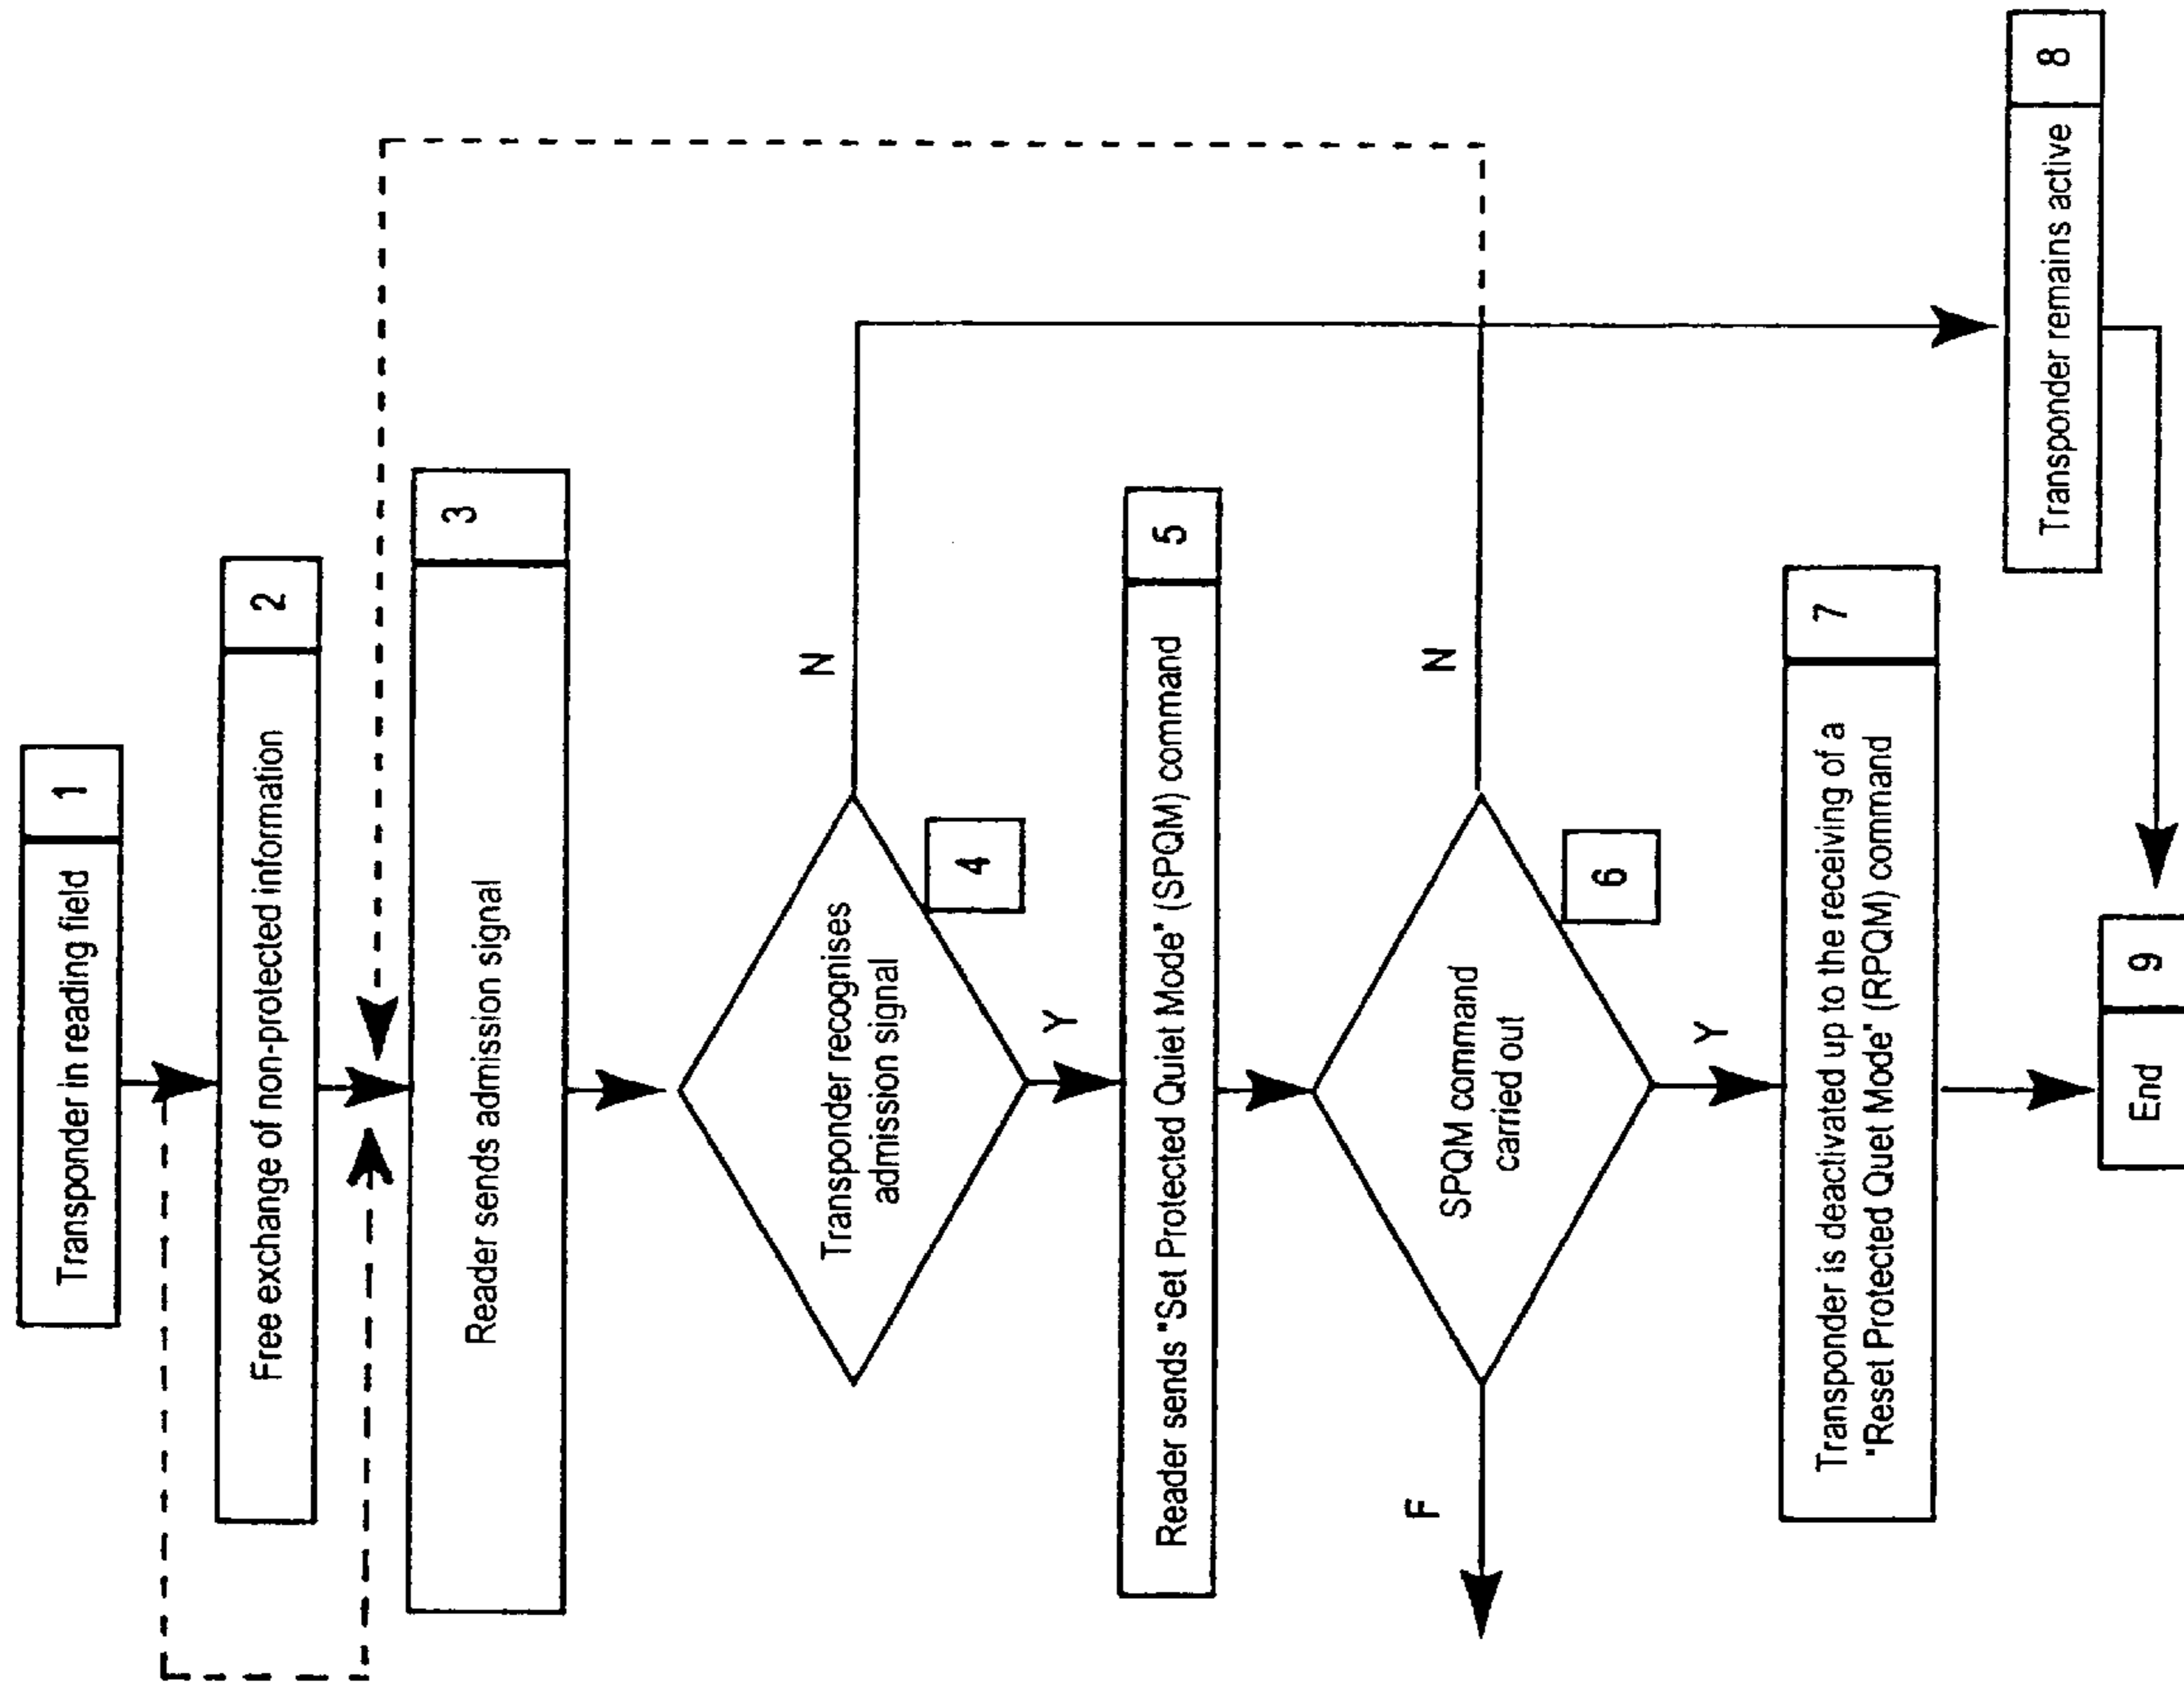 Transponder in reading field
1
Free exchange of non-protected information
2
Reader sends admission signal
3
Transponder recognises
admission signal
4
N
Y
Reader sends "Set Protected Quiet Mode" (SPQM) command
5
SPQM command
carried out
6
F
N
Y
Transponder is deactivated up to the receiving of a
"Reset Protected Quet Mode" (RPQM) command
7
Transponder remains active
8
End
9